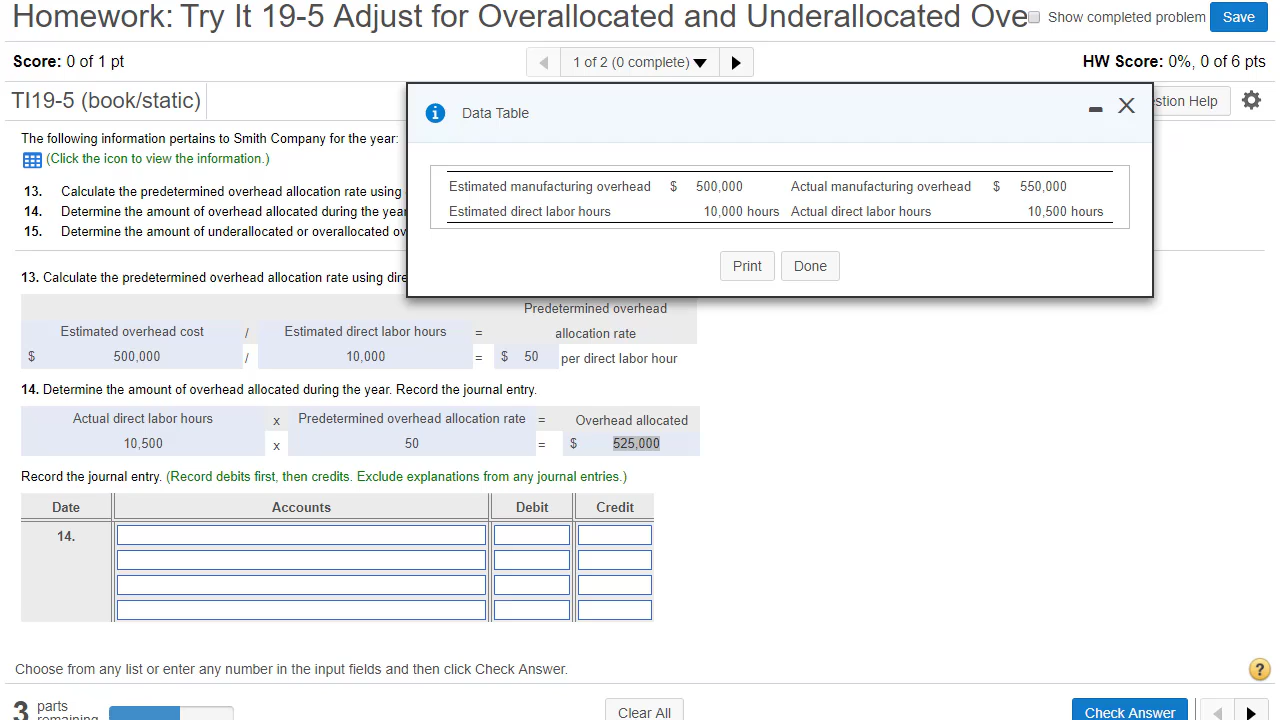 Homework: Try It 19-5 Adjust for Overallocated and Underallocated Ove
Show completed problem
Save
Score: 0 of 1 pt
1 of 2 (0 complete)
HW Score: 0%, 0 of 6 pts
TI19-5 (book/static)
Data Table
stion Help
The following information pertains to Smith Company for the year:
(Click the icon to view the information.)
13. Calculate the predetermined overhead allocation rate using
14. Determine the amount of overhead allocated during the year
15. Determine the amount of underallocated or overallocated ov
Estimated manufacturing overhead $ 500,000 Actual manufacturing overhead $ 550,000
Estimated direct labor hours 10,000 hours Actual direct labor hours 10,500 hours
Print Done
13. Calculate the predetermined overhead allocation rate using dire
Predetermined overhead
Estimated overhead cost / Estimated direct labor hours = allocation rate
$ 500,000 / 10,000 = $ 50 per direct labor hour
14. Determine the amount of overhead allocated during the year. Record the journal entry.
Actual direct labor hours x Predetermined overhead allocation rate = Overhead allocated
10,500 x 50 = $ 525,000
Record the journal entry. (Record debits first, then credits. Exclude explanations from any journal entries.)
Date Accounts Debit Credit
14.
Choose from any list or enter any number in the input fields and then click Check Answer.
?
3 parts
remaining
Clear All
Check Answer